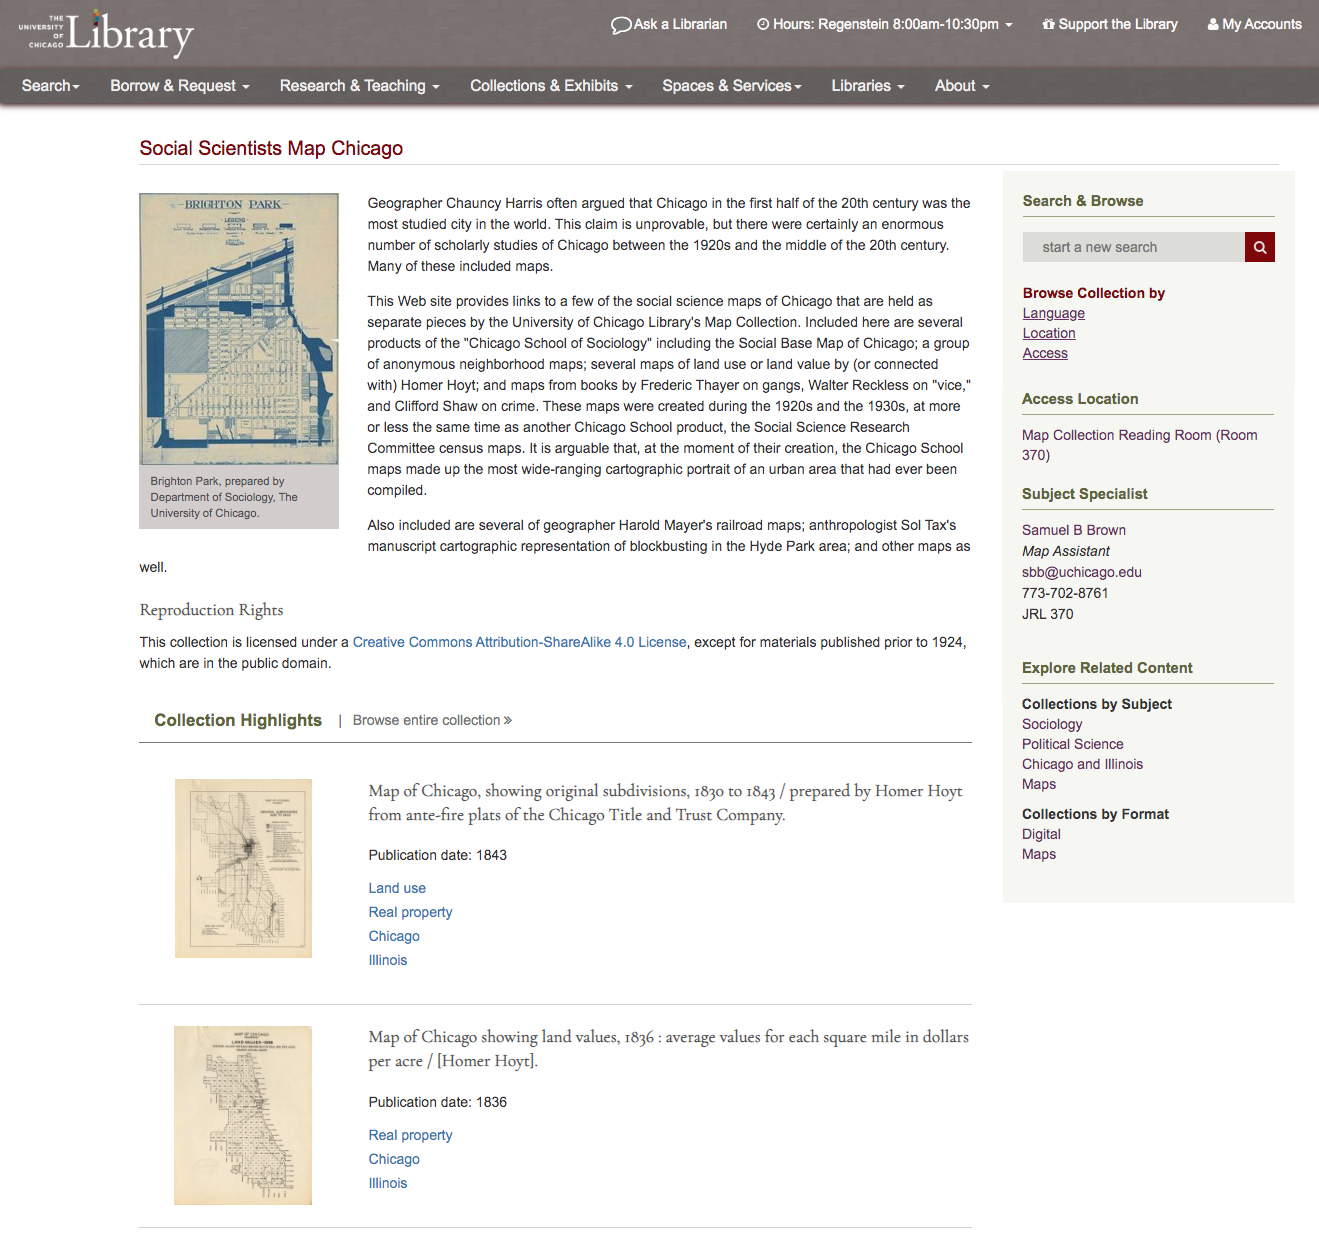 THE
UNIVERSITY
OF
CHICAGO
Library
Ask a Librarian
Hours: Regenstein 8:00am-10:30pm
Support the Library
My Accounts
Search
Borrow & Request
Research & Teaching
Collections & Exhibits
Spaces & Services
Libraries
About
Social Scientists Map Chicago
BRIGHTON PARK
LEGEND
Brighton Park, prepared by
Department of Sociology, The
University of Chicago.
Geographer Chauncy Harris often argued that Chicago in the first half of the 20th century was the
most studied city in the world. This claim is unprovable, but there were certainly an enormous
number of scholarly studies of Chicago between the 1920s and the middle of the 20th century.
Many of these included maps.
This Web site provides links to a few of the social science maps of Chicago that are held as
separate pieces by the University of Chicago Library's Map Collection. Included here are several
products of the "Chicago School of Sociology" including the Social Base Map of Chicago; a group
of anonymous neighborhood maps; several maps of land use or land value by (or connected
with) Homer Hoyt; and maps from books by Frederic Thayer on gangs, Walter Reckless on "vice,"
and Clifford Shaw on crime. These maps were created during the 1920s and the 1930s, at more
or less the same time as another Chicago School product, the Social Science Research
Committee census maps. It is arguable that, at the moment of their creation, the Chicago School
maps made up the most wide-ranging cartographic portrait of an urban area that had ever been
compiled.
Also included are several of geographer Harold Mayer's railroad maps; anthropologist Sol Tax's
manuscript cartographic representation of blockbusting in the Hyde Park area; and other maps as
well.
Reproduction Rights
This collection is licensed under a Creative Commons Attribution-ShareAlike 4.0 License, except for materials published prior to 1924,
which are in the public domain.
Collection Highlights | Browse entire collection »
Map of Chicago, showing original subdivisions, 1830 to 1843 / prepared by Homer Hoyt
from ante-fire plats of the Chicago Title and Trust Company.
Publication date: 1843
Land use
Real property
Chicago
Illinois
MAP OF CHICAGO
LAND VALUES-1836
Map of Chicago showing land values, 1836 : average values for each square mile in dollars
per acre / [Homer Hoyt].
Publication date: 1836
Real property
Chicago
Illinois
Search & Browse
start a new search
Browse Collection by
Language
Location
Access
Access Location
Map Collection Reading Room (Room
370)
Subject Specialist
Samuel B Brown
Map Assistant
sbb@uchicago.edu
773-702-8761
JRL 370
Explore Related Content
Collections by Subject
Sociology
Political Science
Chicago and Illinois
Maps
Collections by Format
Digital
Maps